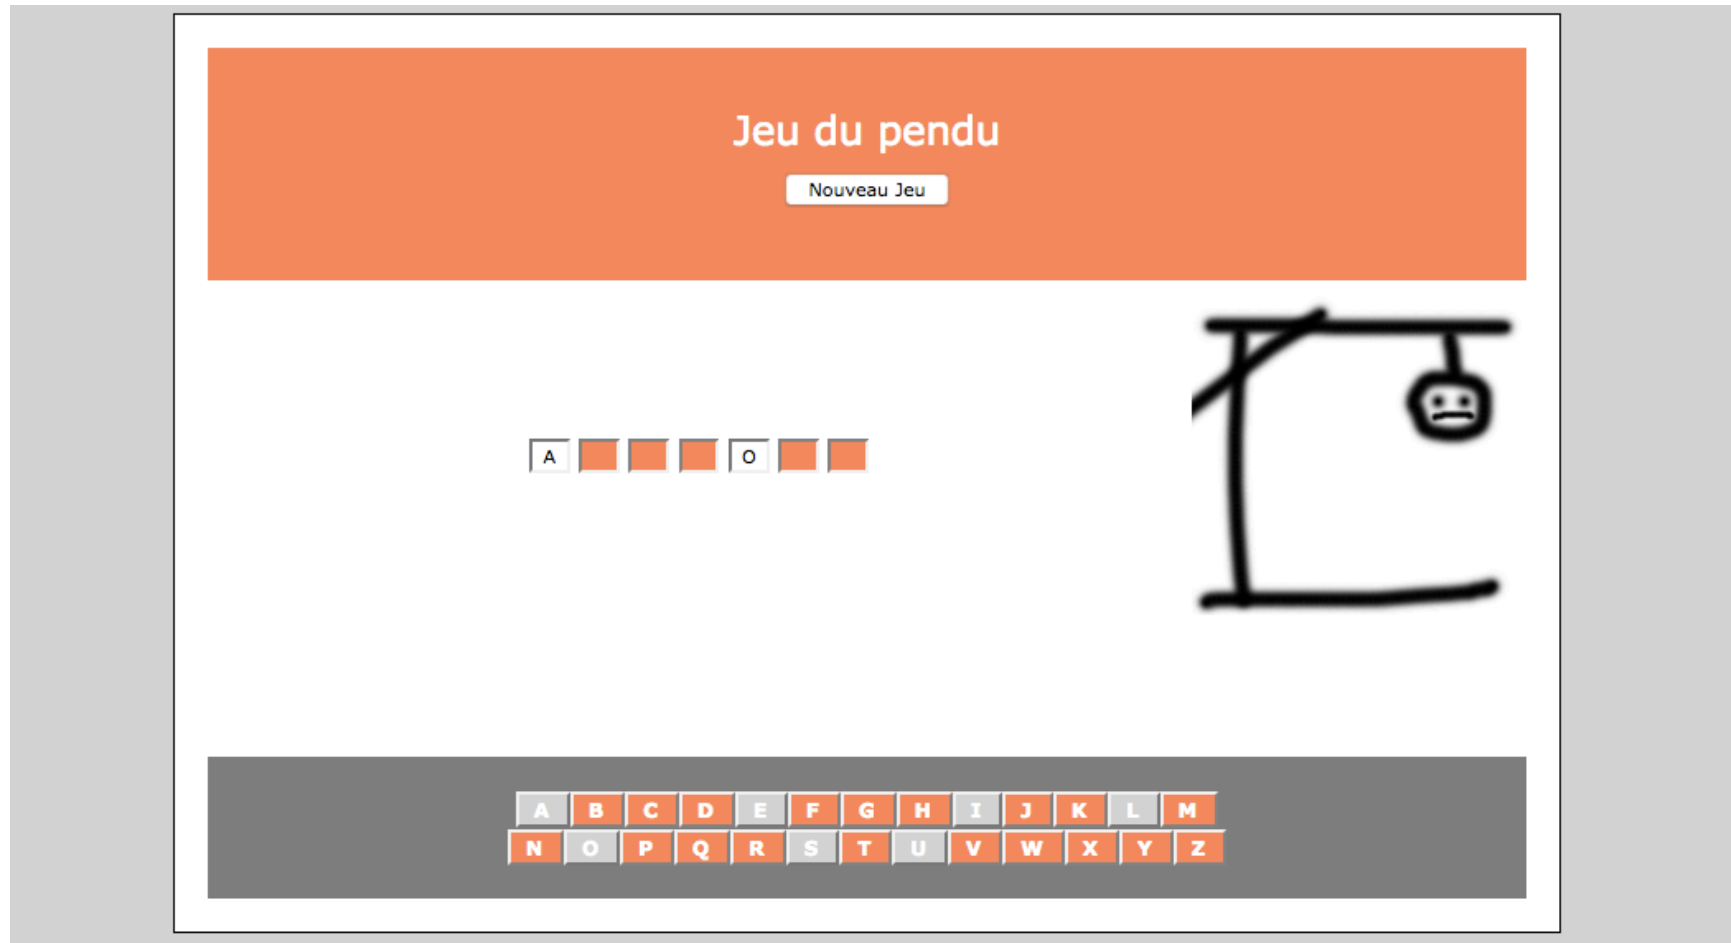 Jeu du pendu
Nouveau Jeu
A O
A B C D E F G H I J K L M
N O P Q R S T U V W X Y Z